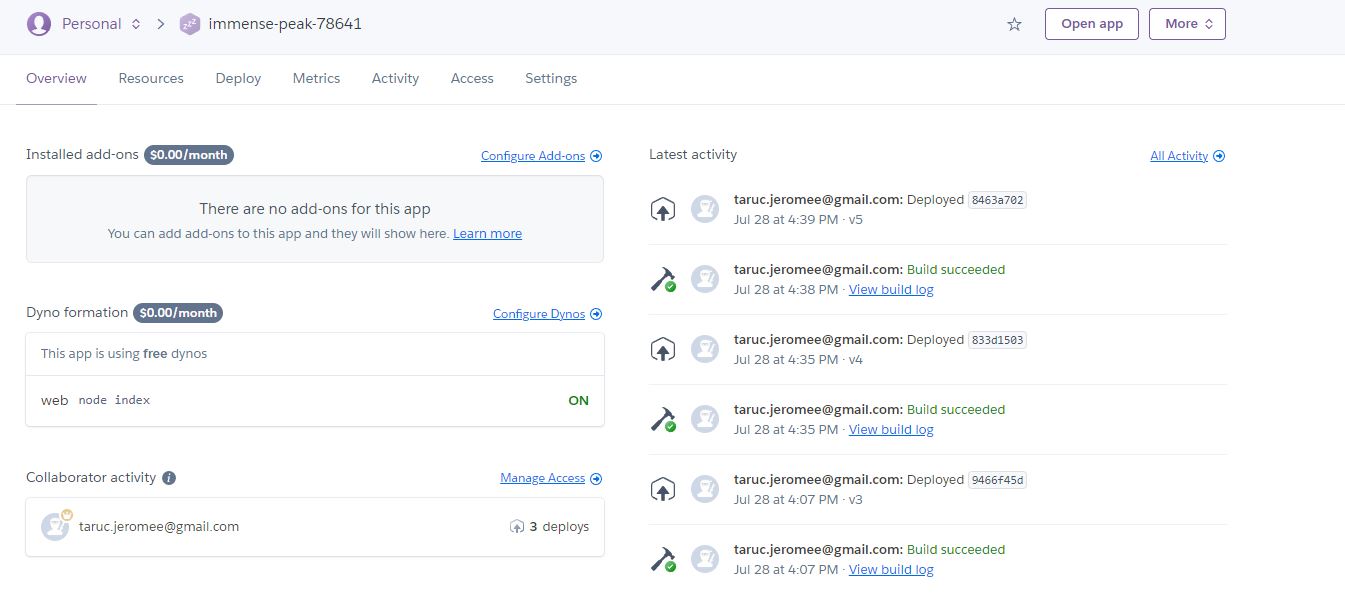 Personal immense-peak-78641 Open app More
Overview Resources Deploy Metrics Activity Access Settings
Installed add-ons $0.00/month Configure Add-ons
There are no add-ons for this app
You can add add-ons to this app and they will show here. Learn more
Dyno formation $0.00/month Configure Dynos
This app is using free dynos
web node index ON
Collaborator activity Manage Access
taruc.jeromee@gmail.com 3 deploys
Latest activity All Activity
taruc.jeromee@gmail.com: Deployed 8463a702
Jul 28 at 4:39 PM · v5
taruc.jeromee@gmail.com: Build succeeded
Jul 28 at 4:38 PM · View build log
taruc.jeromee@gmail.com: Deployed 833d1503
Jul 28 at 4:35 PM · v4
taruc.jeromee@gmail.com: Build succeeded
Jul 28 at 4:35 PM · View build log
taruc.jeromee@gmail.com: Deployed 9466f45d
Jul 28 at 4:07 PM · v3
taruc.jeromee@gmail.com: Build succeeded
Jul 28 at 4:07 PM · View build log